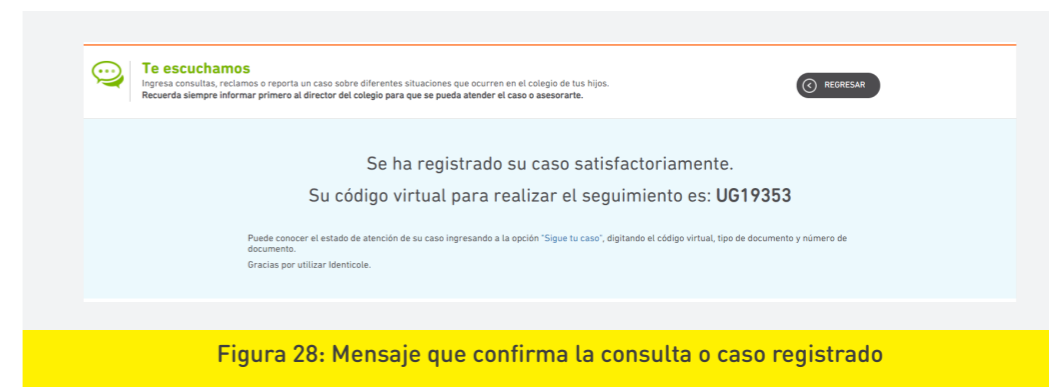 Te escuchamos
Ingresa consultas, reclamos o reporta un caso sobre diferentes situaciones que ocurren en el colegio de tus hijos.
Recuerda siempre informar primero al director del colegio para que se pueda atender el caso o asesorarte.
REGRESAR
Se ha registrado su caso satisfactoriamente.
Su código virtual para realizar el seguimiento es: UG19353
Puede conocer el estado de atención de su caso ingresando a la opción "Sigue tu caso", digitando el código virtual, tipo de documento y número de
documento.
Gracias por utilizar Identicole.
Figura 28: Mensaje que confirma la consulta o caso registrado